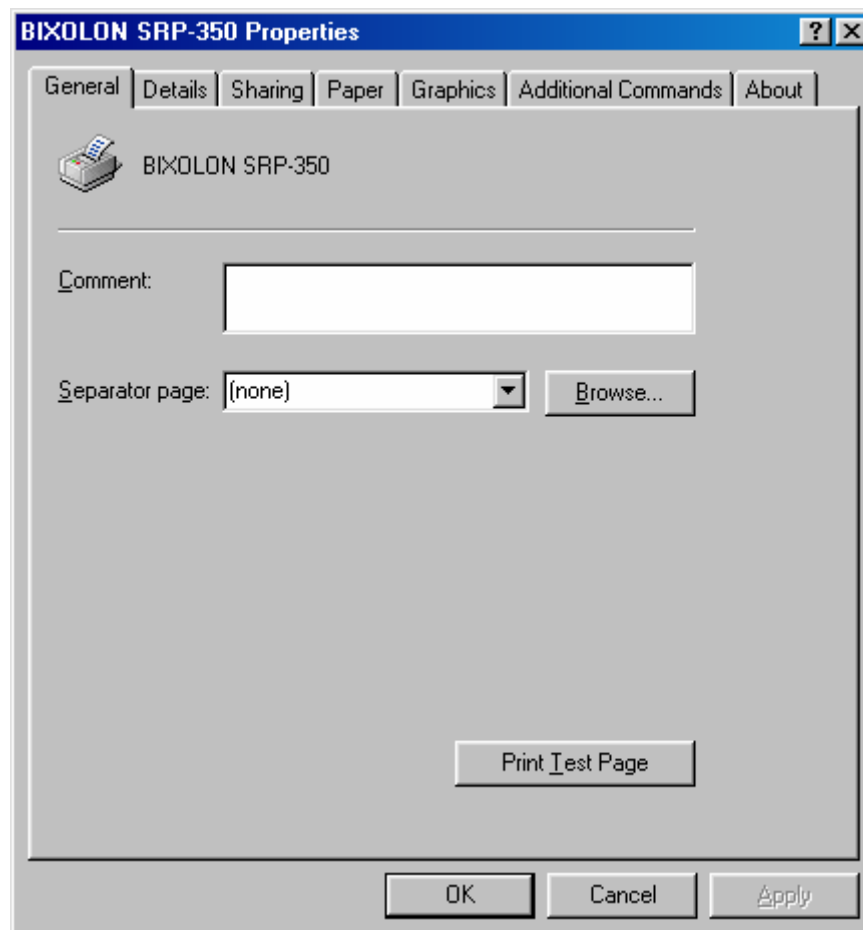 BIXOLON SRP-350 Properties
General Details Sharing Paper Graphics Additional Commands About
BIXOLON SRP-350
Comment:
Separator page: (none) Browse...
Print Test Page
OK Cancel Apply